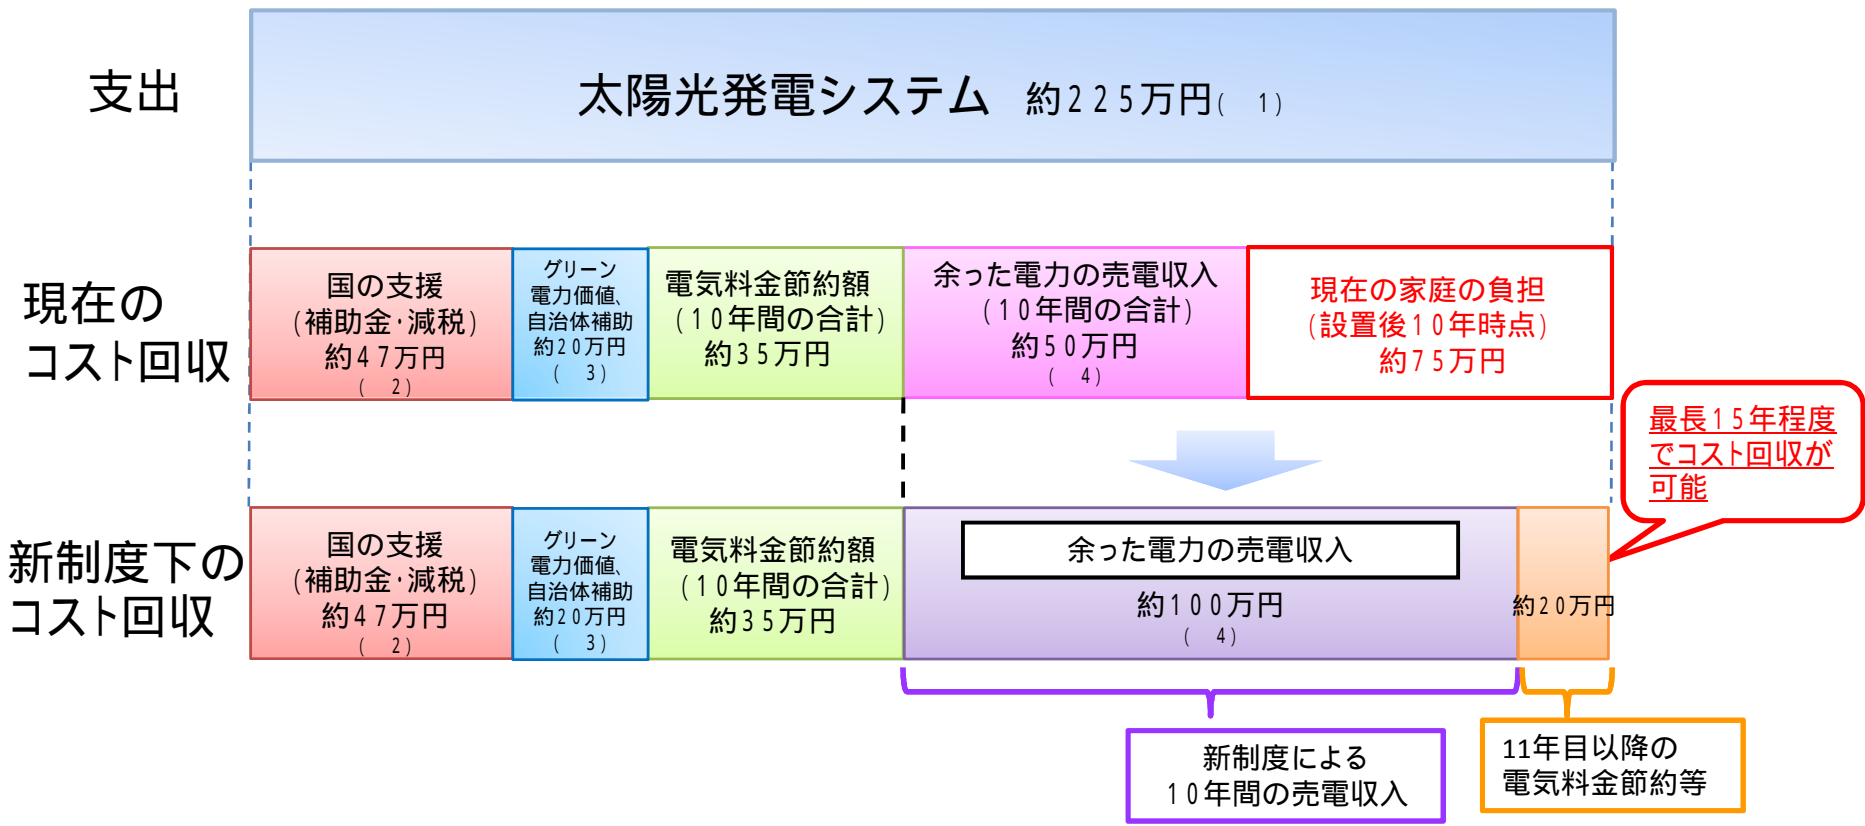 支出
太陽光発電システム 約225万円( 1)
現在の
コスト回収
国の支援
(補助金・減税)
約47万円
( 2)
グリーン
電力価値、
自治体補助
約20万円
( 3)
電気料金節約額
(10年間の合計)
約35万円
余った電力の売電収入
(10年間の合計)
約50万円
( 4)
現在の家庭の負担
(設置後10年時点)
約75万円
最長15年程度
でコスト回収が
可能
新制度下の
コスト回収
国の支援
(補助金・減税)
約47万円
( 2)
グリーン
電力価値、
自治体補助
約20万円
( 3)
電気料金節約額
(10年間の合計)
約35万円
余った電力の売電収入
約100万円
( 4)
約20万円
新制度による
10年間の売電収入
11年目以降の
電気料金節約等